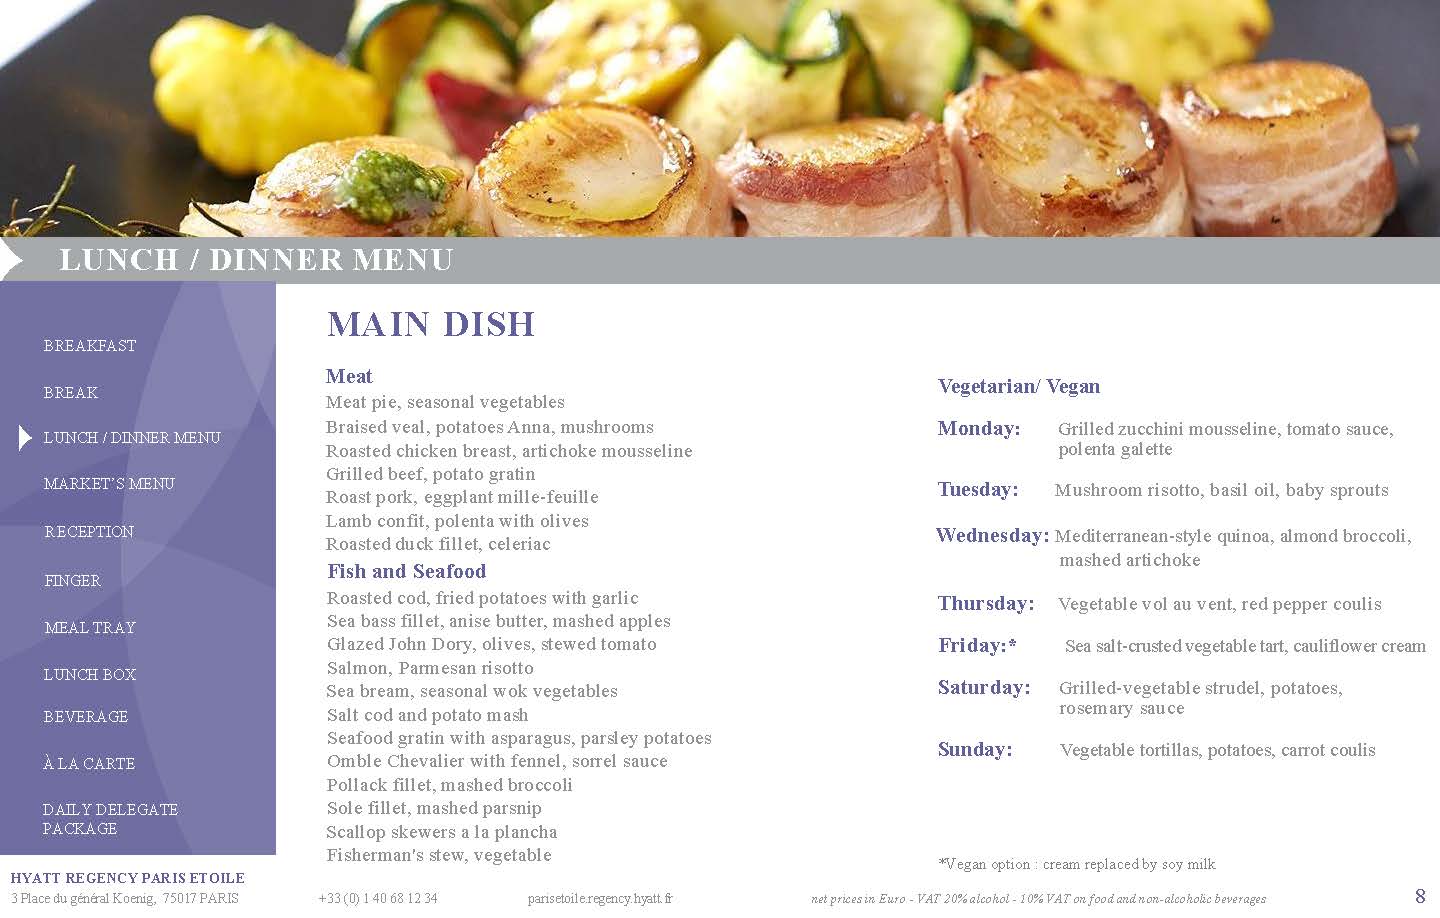 LUNCH / DINNER MENU
BREAKFAST
BREAK
LUNCH / DINNER MENU
MARKET'S MENU
RECEPTION
FINGER
MEAL TRAY
LUNCH BOX
BEVERAGE
À LA CARTE
DAILY DELEGATE
PACKAGE
MAIN DISH
Meat
Meat pie, seasonal vegetables
Braised veal, potatoes Anna, mushrooms
Roasted chicken breast, artichoke mousseline
Grilled beef, potato gratin
Roast pork, eggplant mille-feuille
Lamb confit, polenta with olives
Roasted duck fillet, celeriac
Fish and Seafood
Roasted cod, fried potatoes with garlic
Sea bass fillet, anise butter, mashed apples
Glazed John Dory, olives, stewed tomato
Salmon, Parmesan risotto
Sea bream, seasonal wok vegetables
Salt cod and potato mash
Seafood gratin with asparagus, parsley potatoes
Omble Chevalier with fennel, sorrel sauce
Pollack fillet, mashed broccoli
Sole fillet, mashed parsnip
Scallop skewers a la plancha
Fisherman's stew, vegetable
Vegetarian/ Vegan
Monday: Grilled zucchini mousseline, tomato sauce,
polenta galette
Tuesday: Mushroom risotto, basil oil, baby sprouts
Wednesday: Mediterranean-style quinoa, almond broccoli,
mashed artichoke
Thursday: Vegetable vol au vent, red pepper coulis
Friday:* Sea salt-crusted vegetable tart, cauliflower cream
Saturday: Grilled-vegetable strudel, potatoes,
rosemary sauce
Sunday: Vegetable tortillas, potatoes, carrot coulis
*Vegan option : cream replaced by soy milk
HYATT REGENCY PARIS ETOILE
3 Place du général Koenig, 75017 PARIS +33 (0) 1 40 68 12 34 parisetoile.regency.hyatt.fr net prices in Euro - VAT 20% alcohol - 10% VAT on food and non-alcoholic beverages 8